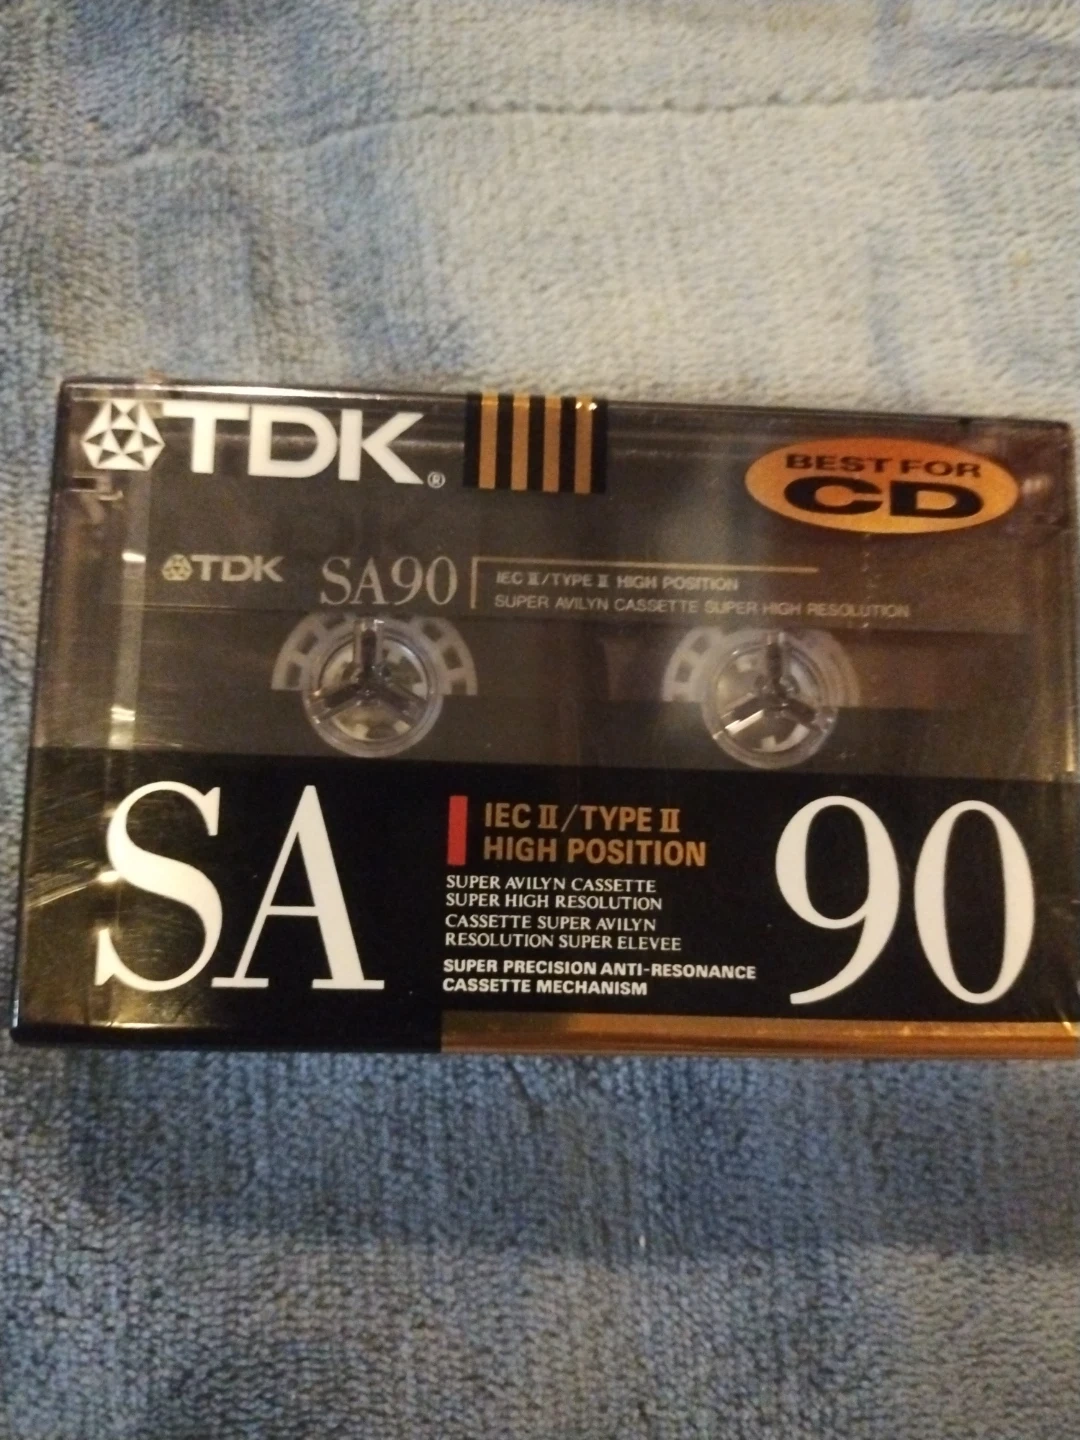 TDK®
BEST FOR
CD
TDK SA90
IEC II/TYPE II HIGH POSITION
SUPER AVILYN CASSETTE SUPER HIGH RESOLUTION
SA
IEC II/TYPE II
HIGH POSITION
SUPER AVILYN CASSETTE
SUPER HIGH RESOLUTION
CASSETTE SUPER AVILYN
RESOLUTION SUPER ELEVEE
SUPER PRECISION ANTI-RESONANCE
CASSETTE MECHANISM
90